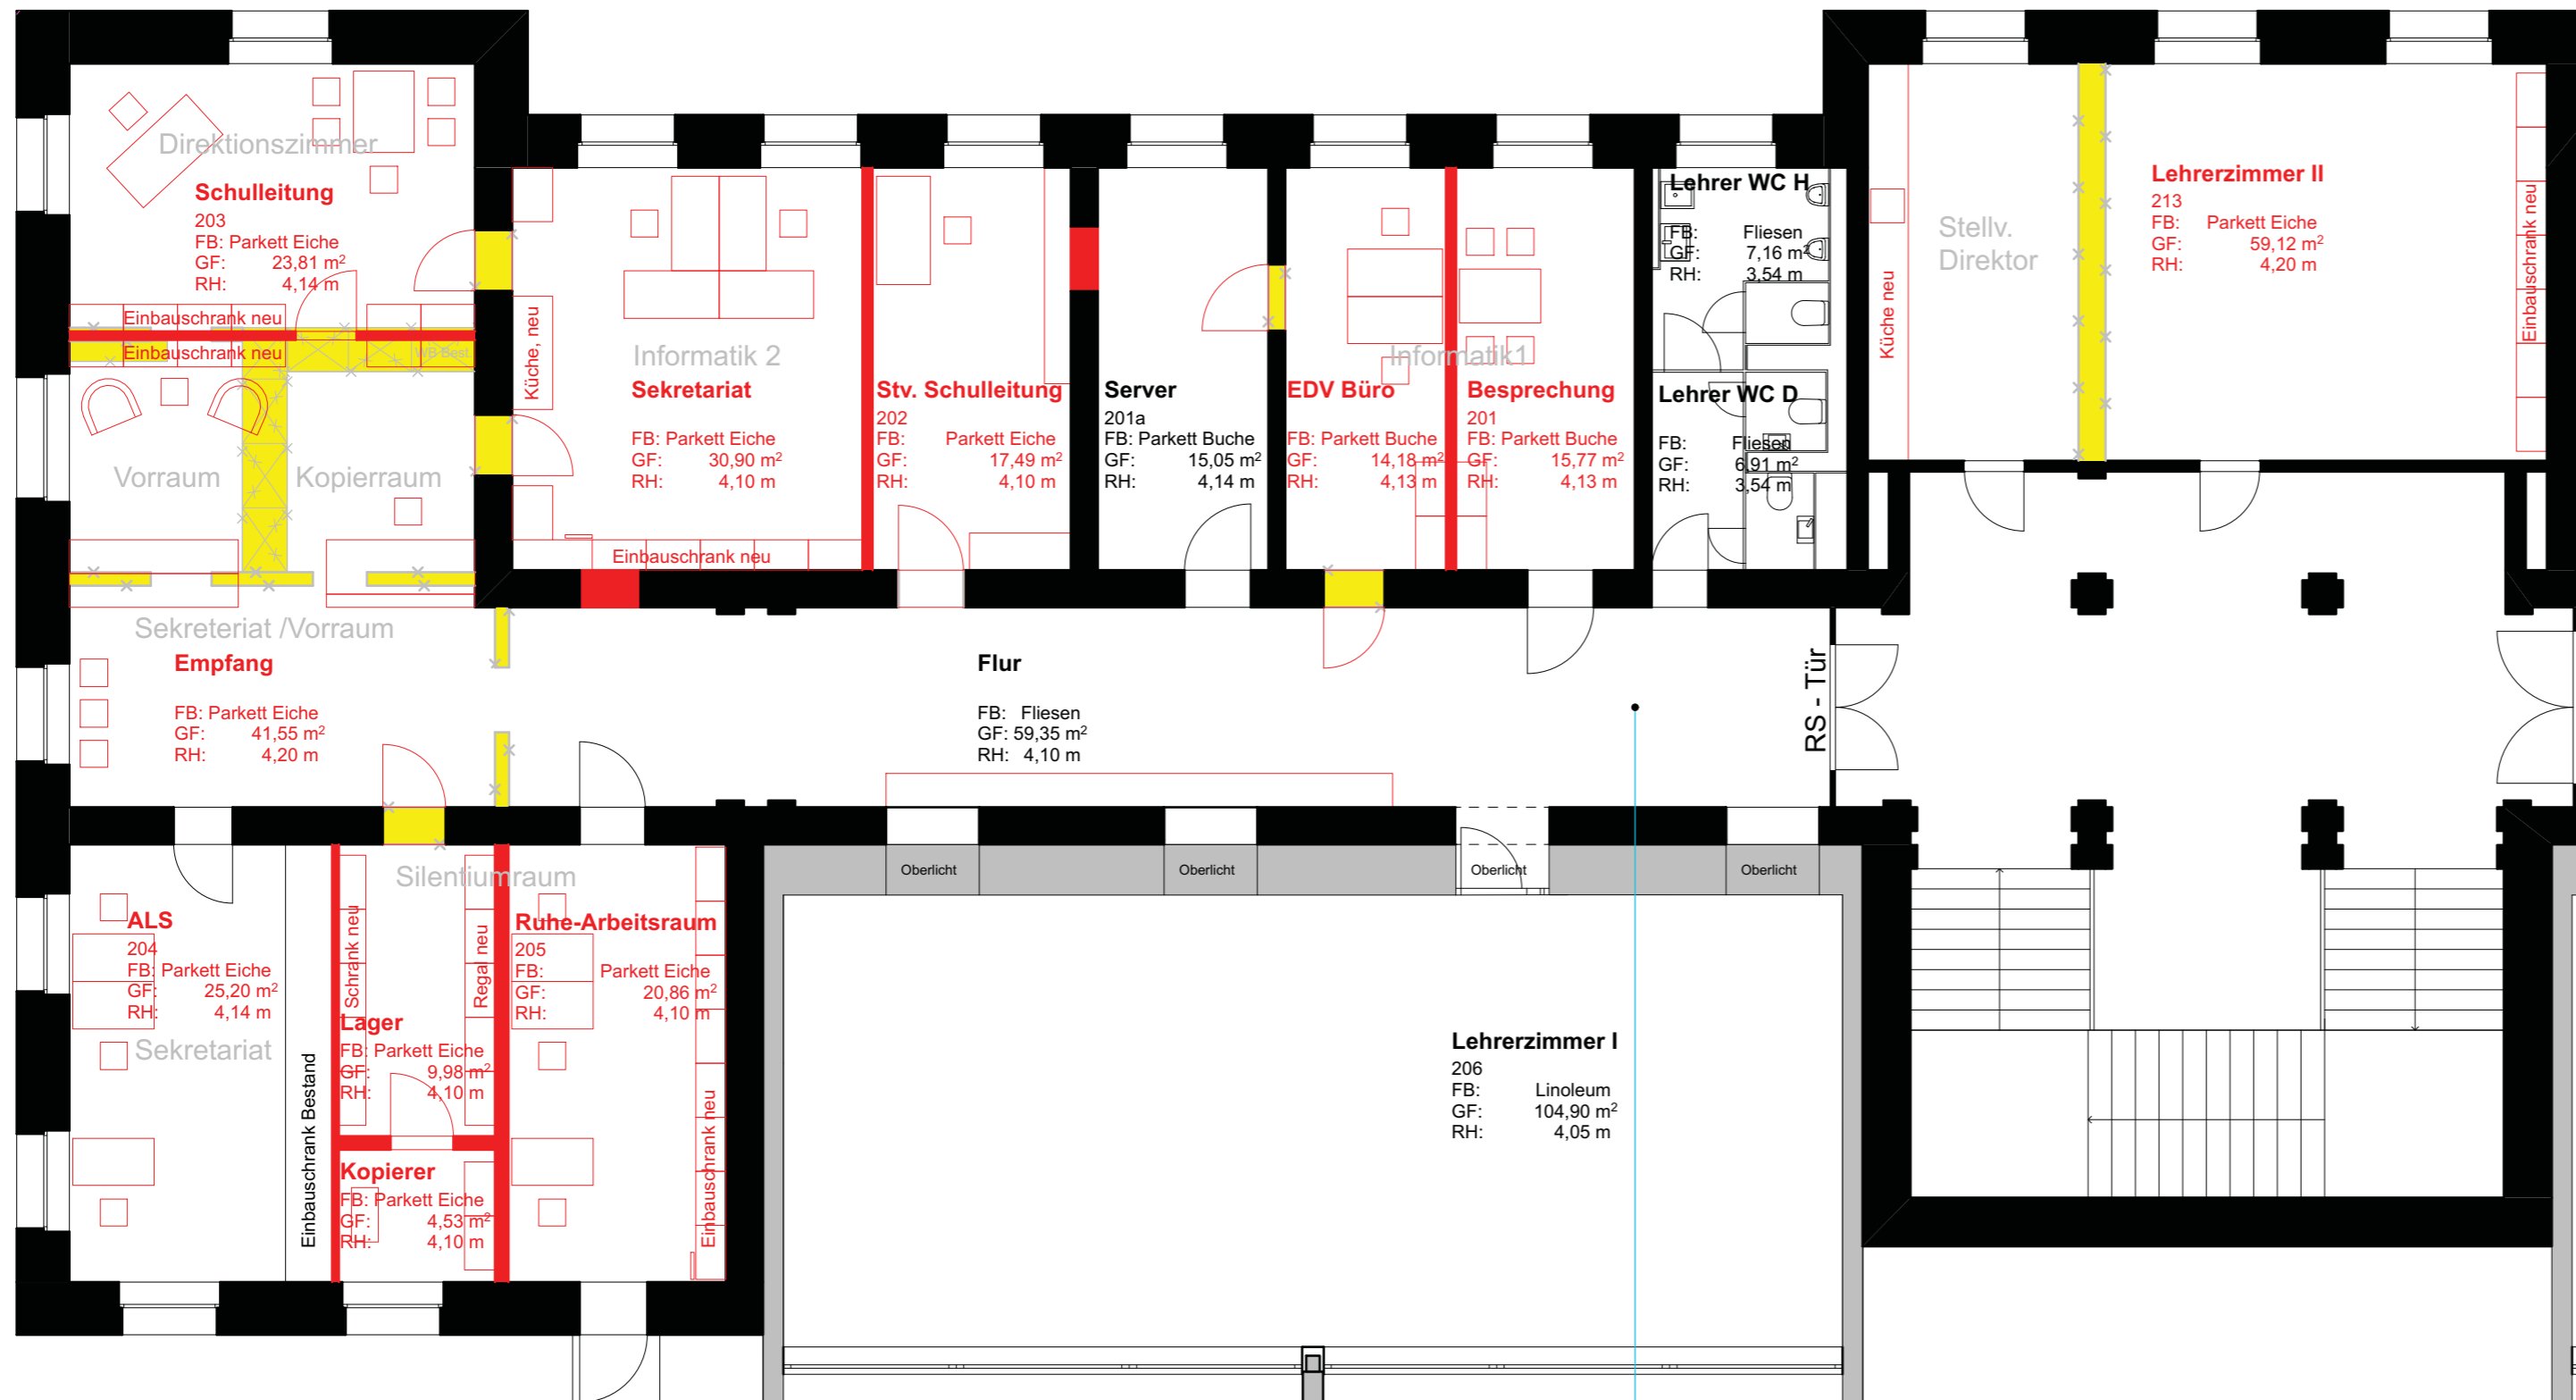 Direktionszimmer
Schulleitung
203
FB: Parkett Eiche
GF: 23,81 m²
RH: 4,14 m
Einbauschrank neu
Einbauschrank neu
WB Best.
Vorraum
Kopierraum
Sekreteriat /Vorraum
Empfang
FB: Parkett Eiche
GF: 41,55 m²
RH: 4,20 m
Küche, neu
Informatik 2
Sekretariat
FB: Parkett Eiche
GF: 30,90 m²
RH: 4,10 m
Einbauschrank neu
Stv. Schulleitung
202
FB: Parkett Eiche
GF: 17,49 m²
RH: 4,10 m
Server
201a
FB: Parkett Buche
GF: 15,05 m²
RH: 4,14 m
Informatik1
EDV Büro
FB: Parkett Buche
GF: 14,18 m²
RH: 4,13 m
Besprechung
201
FB: Parkett Buche
GF: 15,77 m²
RH: 4,13 m
Lehrer WC H
FB: Fliesen
GF: 7,16 m²
RH: 3,54 m
Lehrer WC D
FB: Fliesen
GF: 6,91 m²
RH: 3,54 m
Küche neu
Stellv.
Direktor
Lehrerzimmer II
213
FB: Parkett Eiche
GF: 59,12 m²
RH: 4,20 m
Einbauschrank neu
Flur
FB: Fliesen
GF: 59,35 m²
RH: 4,10 m
RS - Tür
Silentiumraum
ALS
204
FB: Parkett Eiche
GF: 25,20 m²
RH: 4,14 m
Sekretariat
Einbauschrank Bestand
Schrank neu
Regal neu
Lager
FB: Parkett Eiche
GF: 9,98 m²
RH: 4,10 m
Kopierer
FB: Parkett Eiche
GF: 4,53 m²
RH: 4,10 m
Ruhe-Arbeitsraum
205
FB: Parkett Eiche
GF: 20,86 m²
RH: 4,10 m
Einbauschrank neu
Oberlicht
Oberlicht
Oberlicht
Oberlicht
Lehrerzimmer I
206
FB: Linoleum
GF: 104,90 m²
RH: 4,05 m